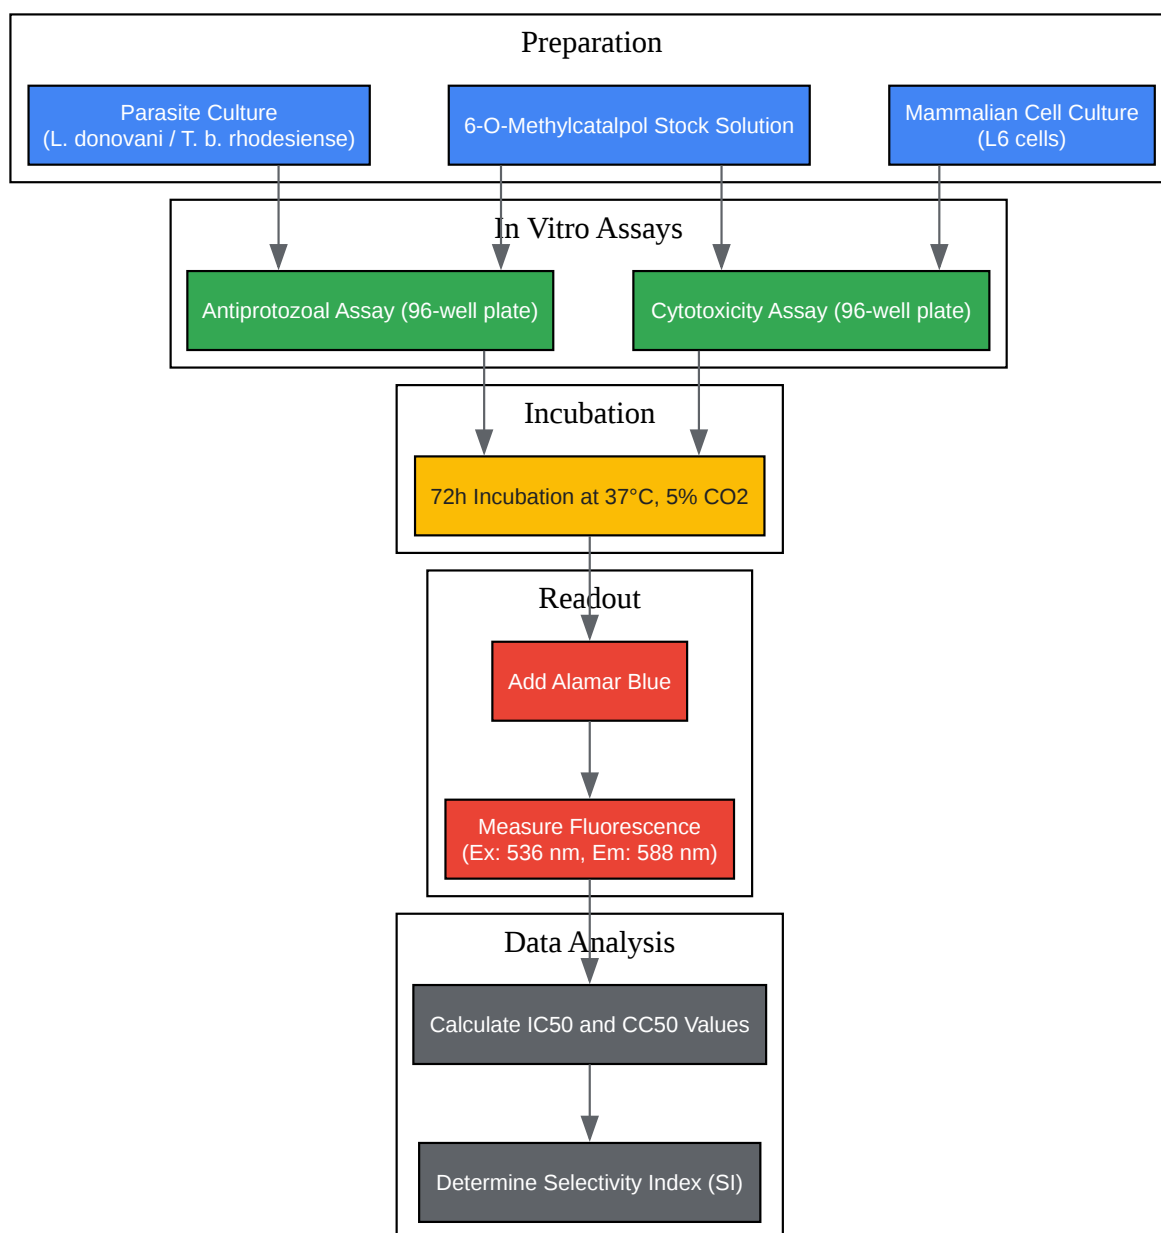 Preparation
Parasite Culture
(L. donovani / T. b. rhodesiense)
6-O-Methylcatalpol Stock Solution
Mammalian Cell Culture
(L6 cells)
In Vitro Assays
Antiprotozoal Assay (96-well plate)
Cytotoxicity Assay (96-well plate)
Incubation
72h Incubation at 37°C, 5% CO2
Readout
Add Alamar Blue
Measure Fluorescence
(Ex: 536 nm, Em: 588 nm)
Data Analysis
Calculate IC50 and CC50 Values
Determine Selectivity Index (SI)